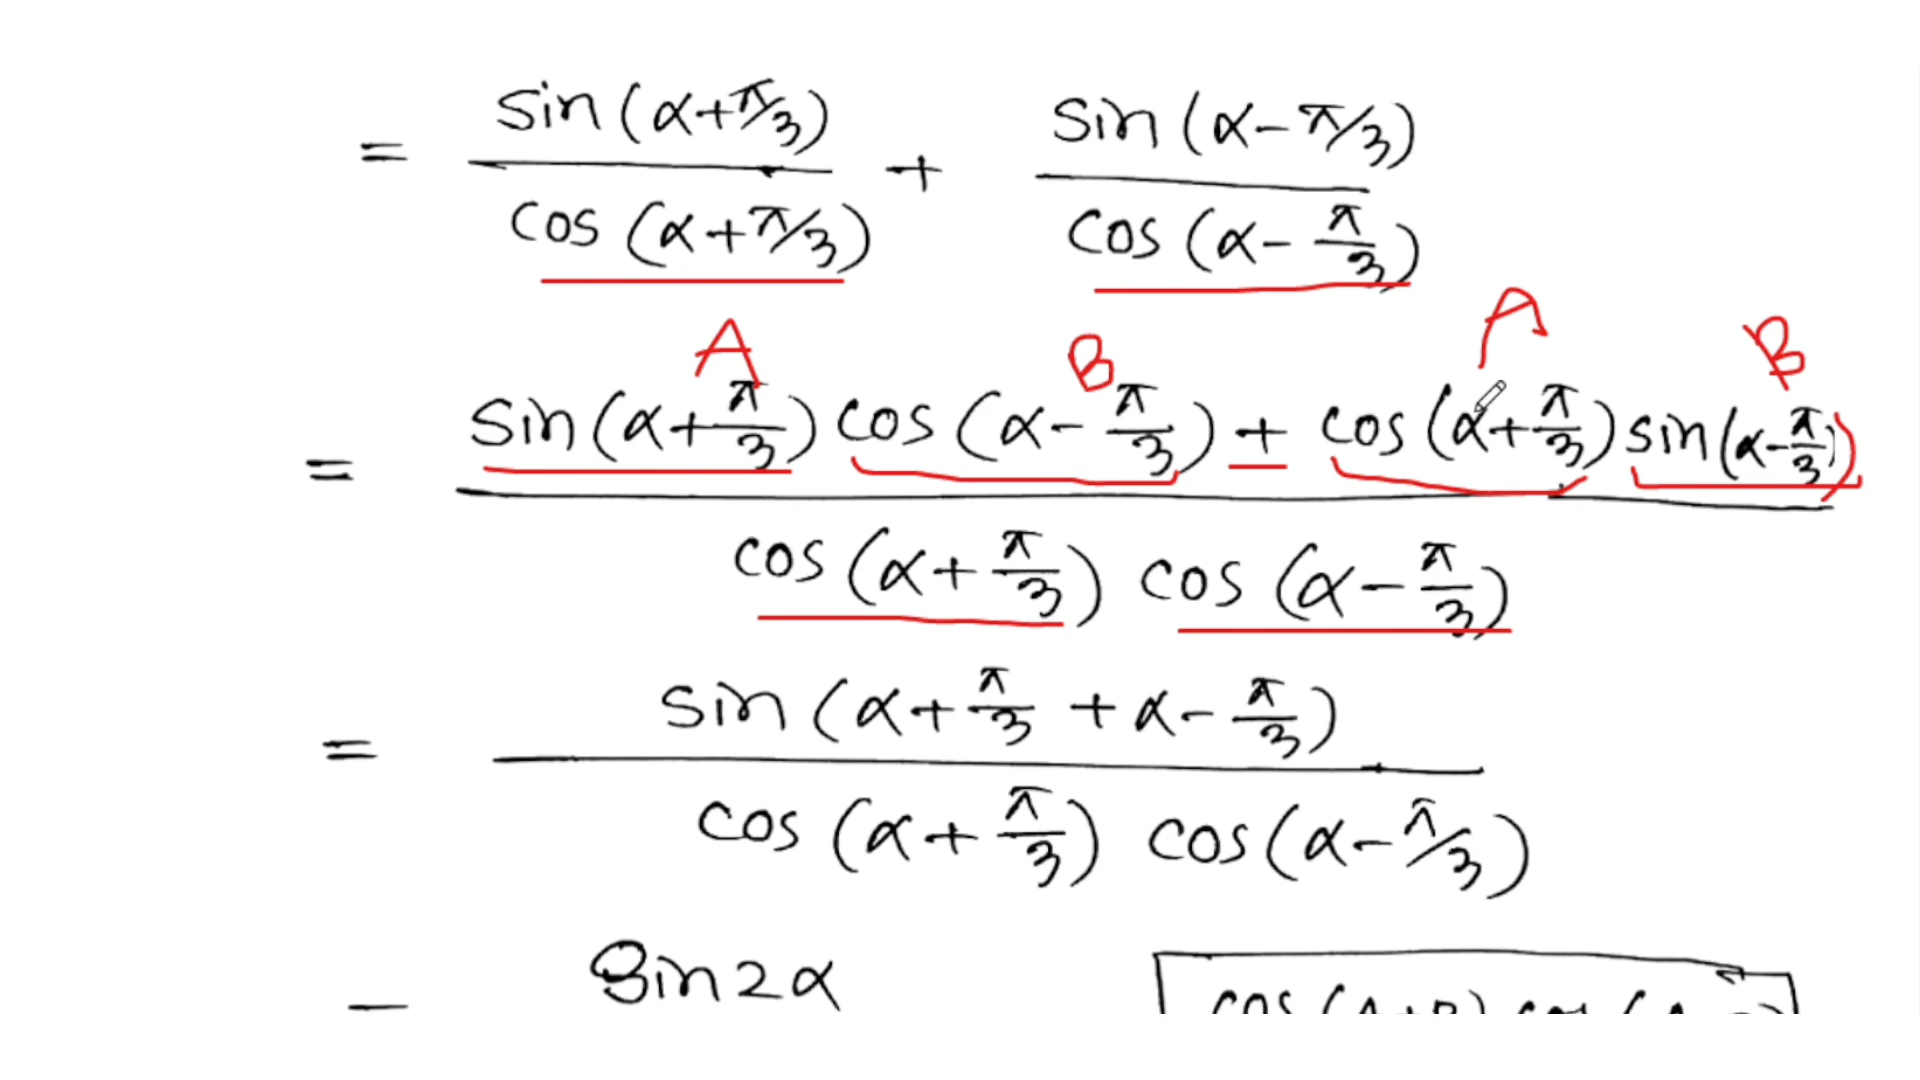 = sin(α+π/3) / cos(α+π/3) + sin(α-π/3) / cos(α-π/3)
A B A B
= sin(α+π/3) cos(α-π/3) + cos(α+π/3) sin(α-π/3) / cos(α+π/3) cos(α-π/3)
= sin(α+π/3 + α-π/3) / cos(α+π/3) cos(α-π/3)
sin2α